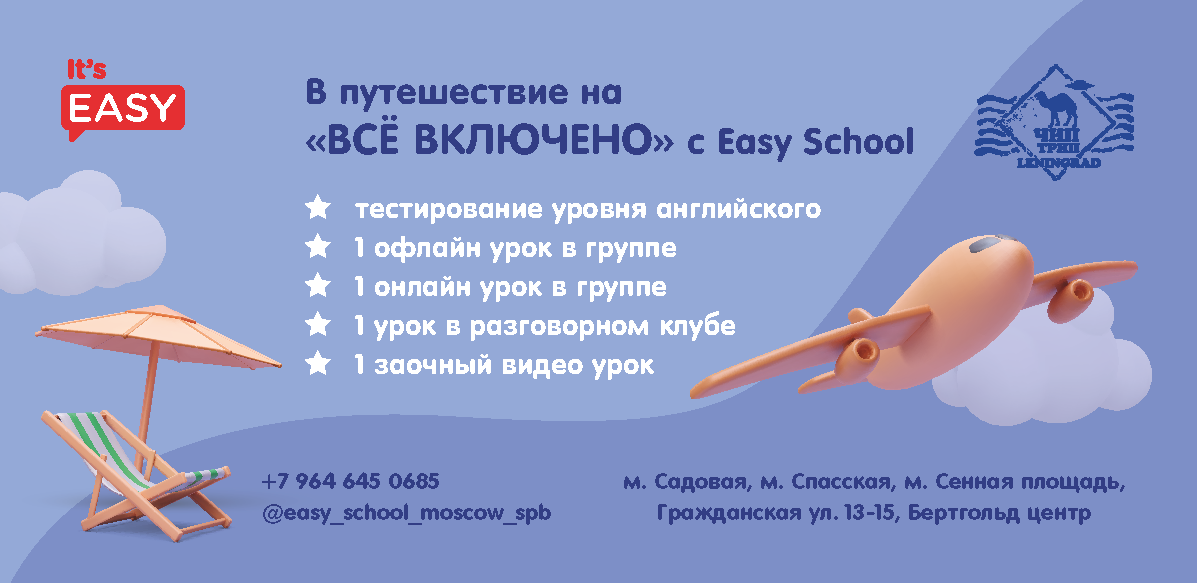 It's
EASY
В путешествие на
«ВСЁ ВКЛЮЧЕНО» с Easy School
ЧИП
ТРИП
LENINGRAD
тестирование уровня английского
1 офлайн урок в группе
1 онлайн урок в группе
1 урок в разговорном клубе
1 заочный видео урок
+7 964 645 0685
@easy_school_moscow_spb
м. Садовая, м. Спасская, м. Сенная площадь,
Гражданская ул. 13-15, Бертгольд центр